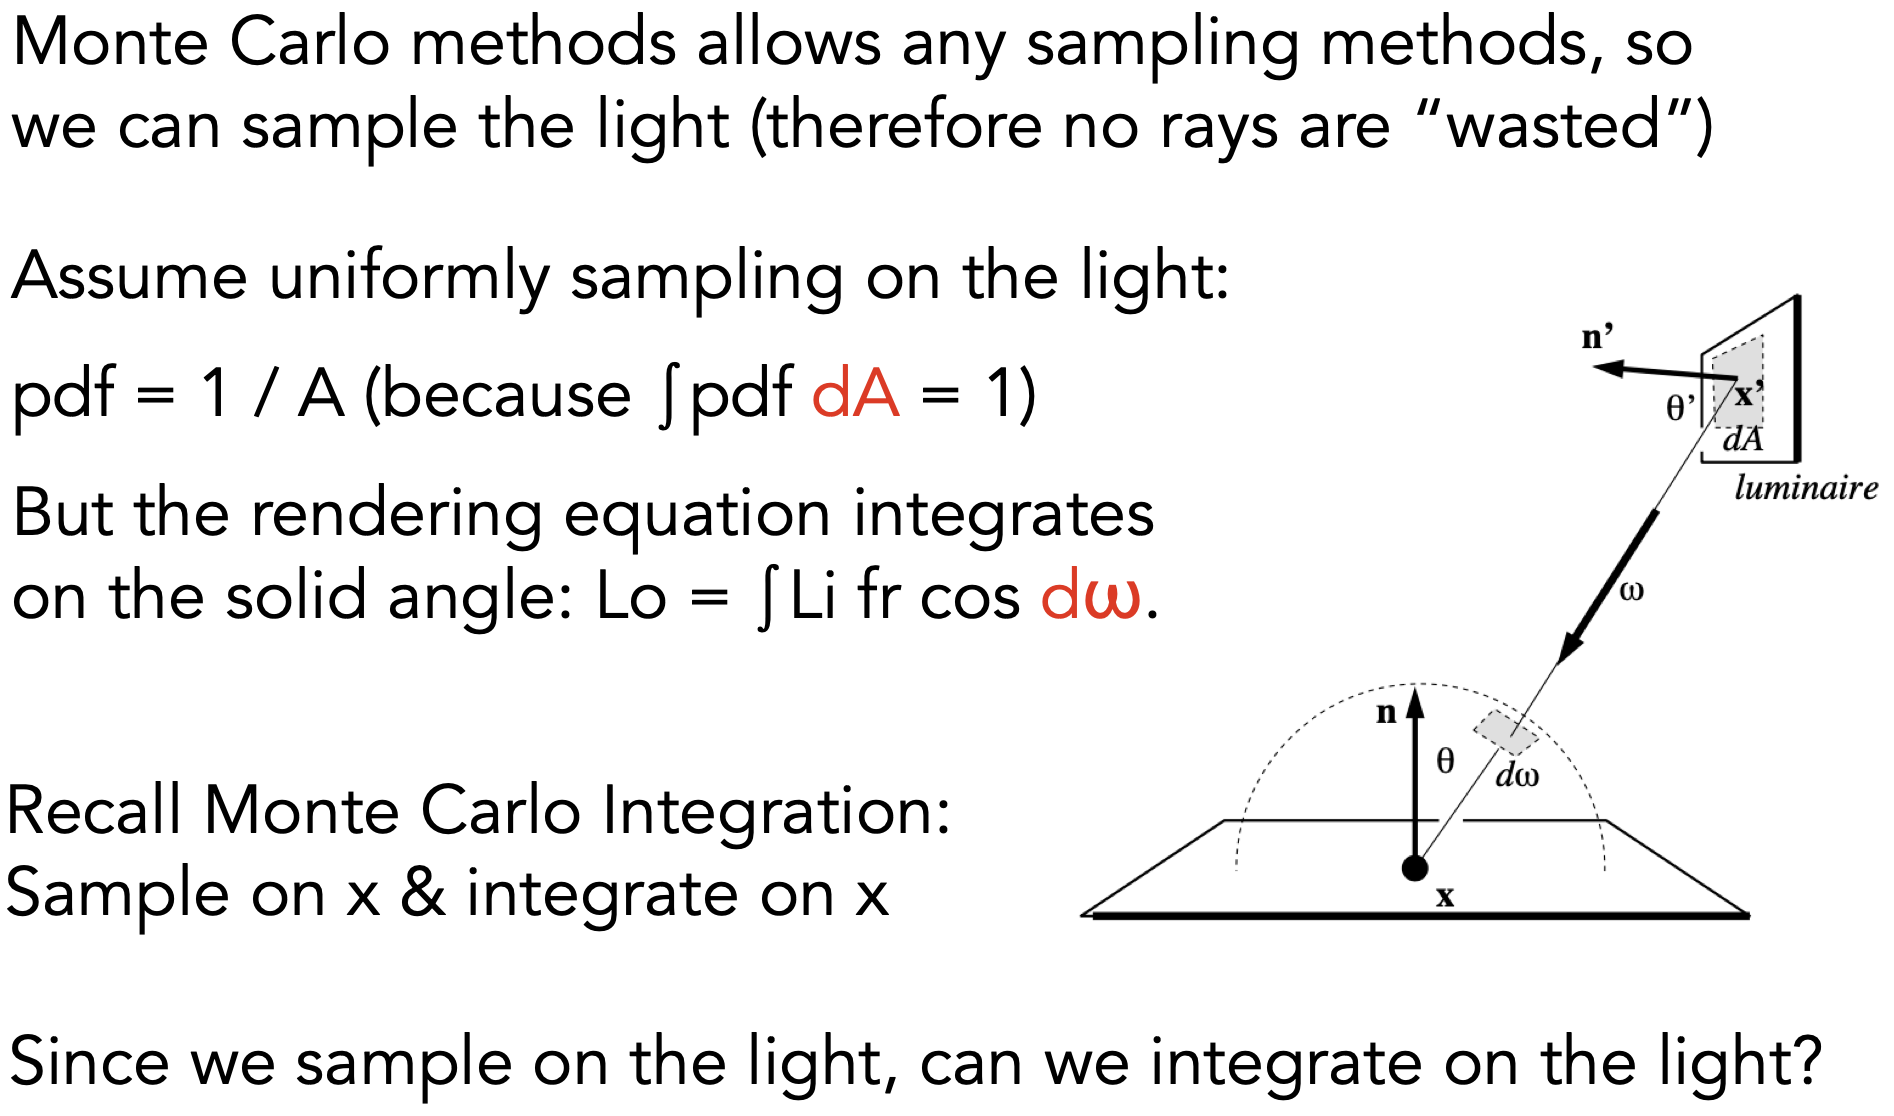 Monte Carlo methods allows any sampling methods, so
we can sample the light (therefore no rays are “wasted”)
Assume uniformly sampling on the light:
pdf = 1 / A (because ∫pdf dA = 1)
But the rendering equation integrates
on the solid angle: Lo = ∫Li fr cos dω.
Recall Monte Carlo Integration:
Sample on x & integrate on x
Since we sample on the light, can we integrate on the light?
n’
θ’
x’
dA
luminaire
ω
n
θ
dω
x